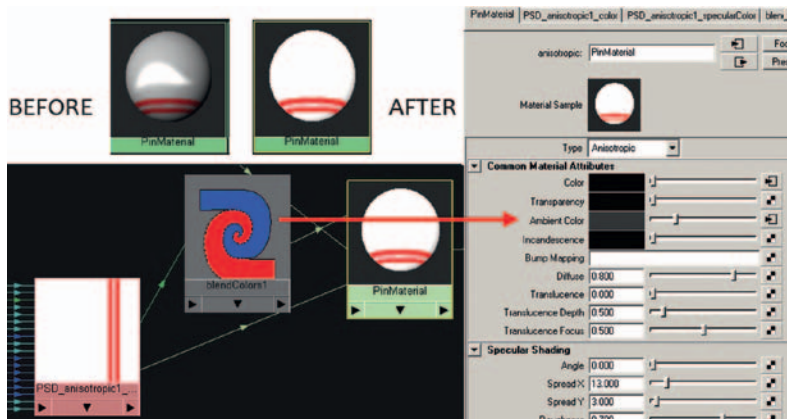 BEFORE
AFTER
PinMaterial
PinMaterial
blendColors1
PinMaterial
PSD_anisotropic1_...
PinMaterial PSD_anisotropic1_color PSD_anisotropic1_specularColor
anisotropic: PinMaterial
Material Sample
Type Anisotropic
Common Material Attributes
Color
Transparency
Ambient Color
Incandescence
Bump Mapping
Diffuse 0.800
Translucence 0.000
Translucence Depth 0.500
Translucence Focus 0.500
Specular Shading
Angle 0.000
Spread X 13.000
Spread Y 3.000